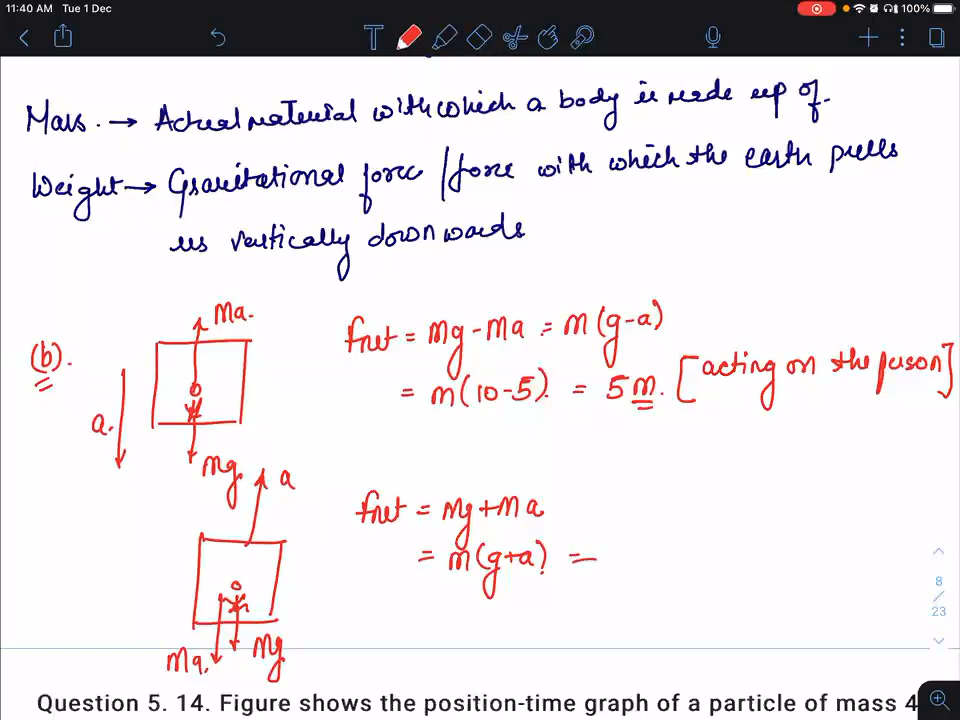 11:40 AM Tue 1 Dec
100%
Mass. → Actual material with which a body is made up of.
Weight → Gravitational force / force with which the earth pulls
us vertically downwards
(b).
Ma.
a.
Mg
Fnet = Mg - Ma = m(g-a)
= m(10-5) = 5m. [acting on the person]
a
Ma.
Mg
Fnet = Mg + Ma
= m(g+a) =
8
/
23
Question 5. 14. Figure shows the position-time graph of a particle of mass 4